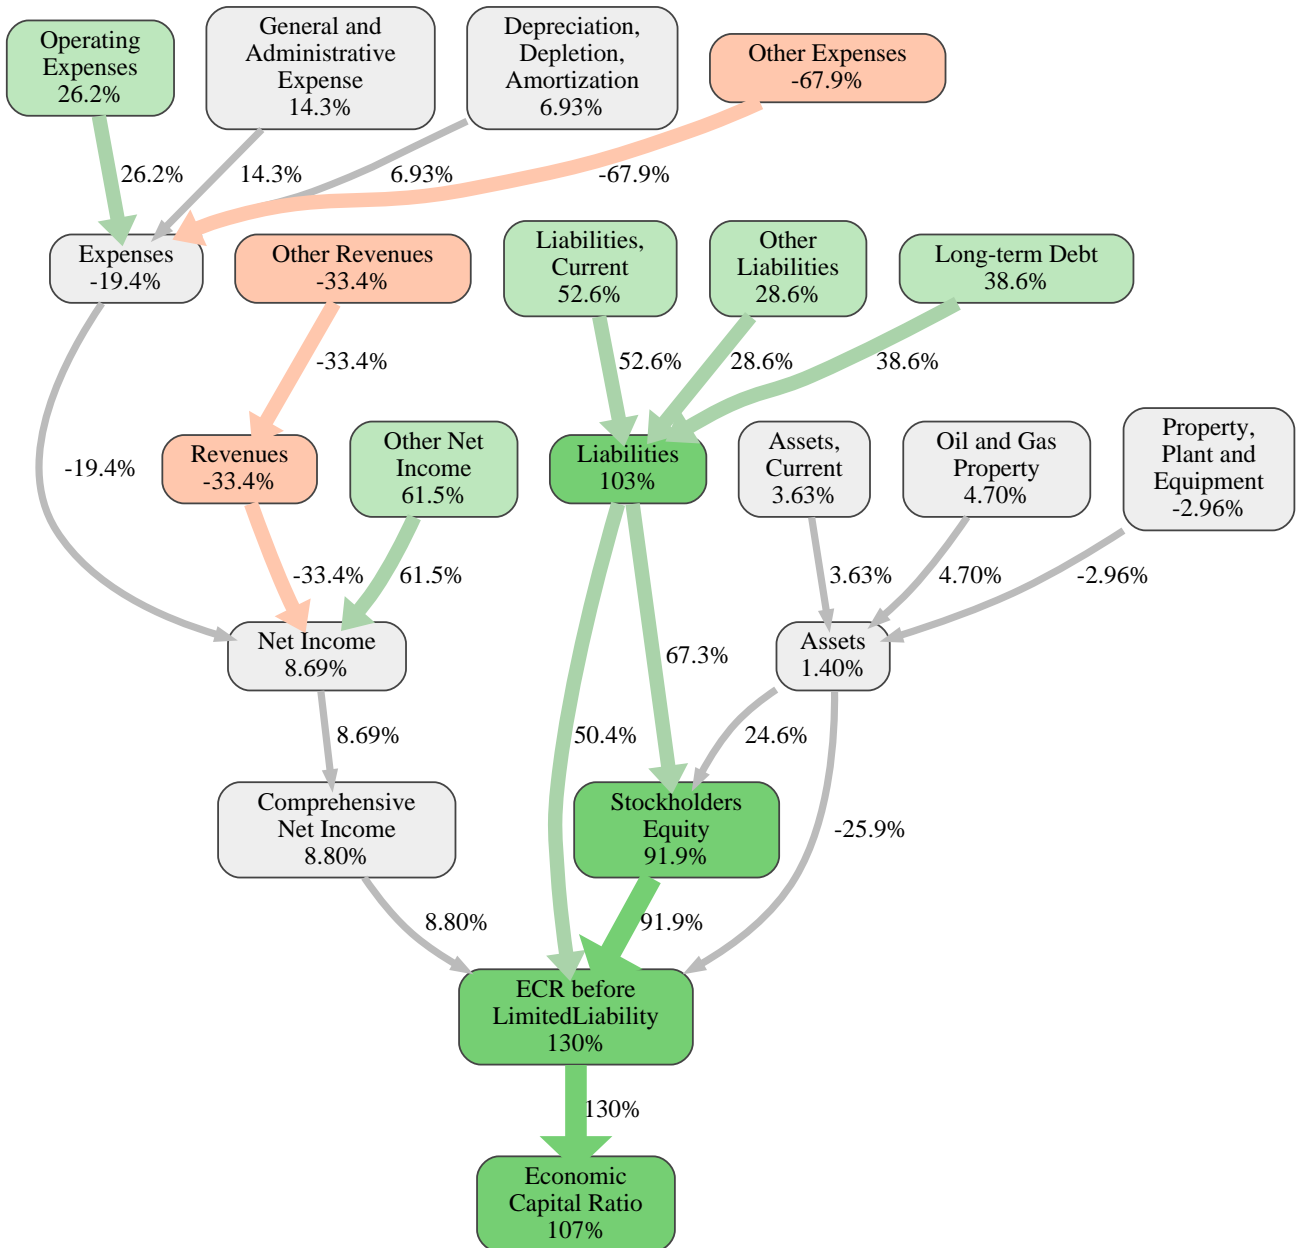 Operating
Expenses
26.2%
General and
Administrative
Expense
14.3%
Depreciation,
Depletion,
Amortization
6.93%
Other Expenses
-67.9%
26.2%
14.3%
6.93%
-67.9%
Expenses
-19.4%
Other Revenues
-33.4%
Liabilities,
Current
52.6%
Other
Liabilities
28.6%
Long-term Debt
38.6%
-33.4%
52.6%
28.6%
38.6%
-19.4%
Revenues
-33.4%
Other Net
Income
61.5%
Liabilities
103%
Assets,
Current
3.63%
Oil and Gas
Property
4.70%
Property,
Plant and
Equipment
-2.96%
-33.4%
61.5%
3.63%
4.70%
-2.96%
Net Income
8.69%
67.3%
Assets
1.40%
8.69%
50.4%
24.6%
Comprehensive
Net Income
8.80%
Stockholders
Equity
91.9%
-25.9%
8.80%
91.9%
ECR before
LimitedLiability
130%
130%
Economic
Capital Ratio
107%